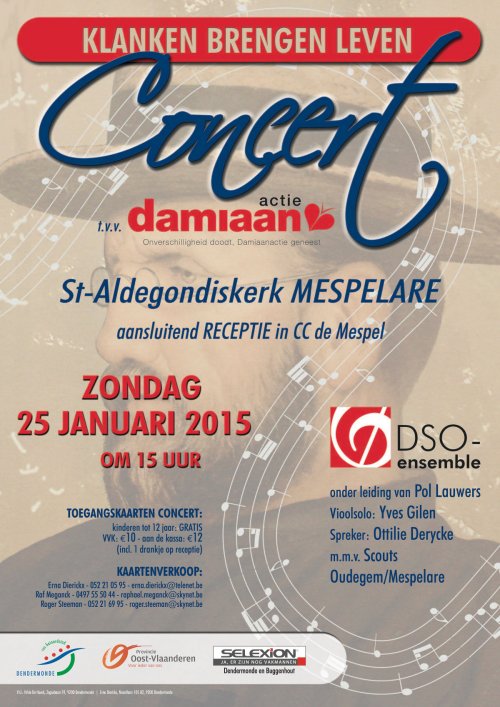 KLANKEN BRENGEN LEVEN
Concert
t.v.v. damiaan actie
Onverschilligheid doodt, Damiaanactie geneest
St-Aldegondiskerk MESPELARE
aansluitend RECEPTIE in CC de Mespel
ZONDAG
25 JANUARI 2015
OM 15 UUR
DSO-
ensemble
onder leiding van Pol Lauwers
Vioolsolo: Yves Gilen
Spreker: Ottilie Derycke
m.m.v. Scouts
Oudegem/Mespelare
TOEGANGSKAARTEN CONCERT:
kinderen tot 12 jaar: GRATIS
VVK: €10 - aan de kassa: €12
(incl. 1 drankje op receptie)
KAARTENVERKOOP:
Erna Dierickx - 052 21 05 95 - erna.dierickx@telenet.be
Raf Meganck - 0497 55 50 44 - raphael.meganck@skynet.be
Roger Steeman - 052 21 69 95 - roger.steeman@skynet.be
DENDERMONDE
Provincie
Oost-Vlaanderen
SELEXION
JA, ER ZIJN NOG VAKMANNEN
Dendermonde en Buggenhout